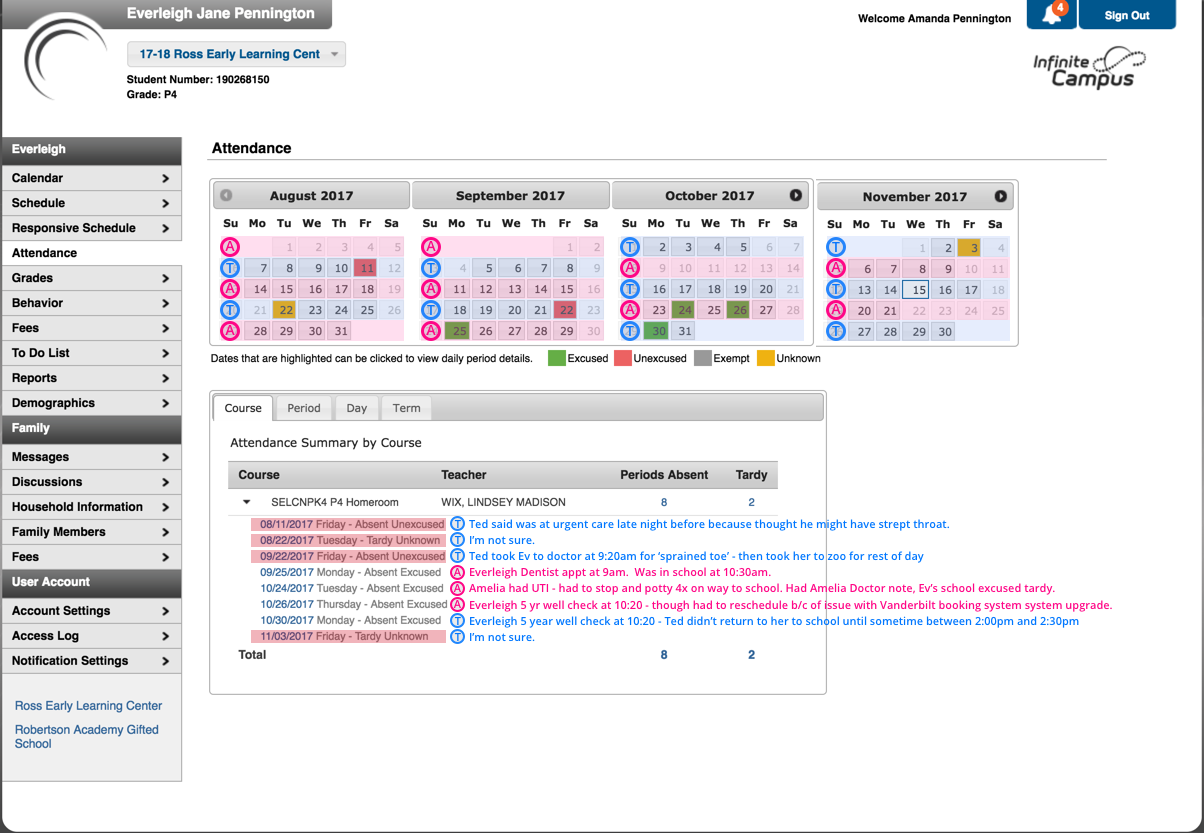 Everleigh Jane Pennington
Welcome Amanda Pennington
4
Sign Out
17-18 Ross Early Learning Cent
Student Number: 190268150
Grade: P4
Infinite Campus
Everleigh
Calendar
Schedule
Responsive Schedule
Attendance
Grades
Behavior
Fees
To Do List
Reports
Demographics
Family
Messages
Discussions
Household Information
Family Members
Fees
User Account
Account Settings
Access Log
Notification Settings
Ross Early Learning Center
Robertson Academy Gifted School
Attendance
August 2017
Su Mo Tu We Th Fr Sa
A 1 2 3 4 5
T 7 8 9 10 11 12
A 14 15 16 17 18 19
T 21 22 23 24 25 26
A 28 29 30 31
September 2017
Su Mo Tu We Th Fr Sa
A 1 2
T 4 5 6 7 8 9
A 11 12 13 14 15 16
T 18 19 20 21 22 23
A 25 26 27 28 29 30
October 2017
Su Mo Tu We Th Fr Sa
T 2 3 4 5 6 7
A 9 10 11 12 13 14
T 16 17 18 19 20 21
A 23 24 25 26 27 28
T 30 31
November 2017
Su Mo Tu We Th Fr Sa
T 1 2 3 4
A 6 7 8 9 10 11
T 13 14 15 16 17 18
A 20 21 22 23 24 25
T 27 28 29 30
Dates that are highlighted can be clicked to view daily period details. Excused Unexcused Exempt Unknown
Course Period Day Term
Attendance Summary by Course
Course Teacher Periods Absent Tardy
SELCNPK4 P4 Homeroom WIX, LINDSEY MADISON 8 2
08/11/2017 Friday - Absent Unexcused T Ted said was at urgent care late night before because thought he might have strept throat.
08/22/2017 Tuesday - Tardy Unknown T I'm not sure.
09/22/2017 Friday - Absent Unexcused T Ted took Ev to doctor at 9:20am for 'sprained toe' - then took her to zoo for rest of day
09/25/2017 Monday - Absent Excused A Everleigh Dentist appt at 9am. Was in school at 10:30am.
10/24/2017 Tuesday - Absent Excused A Amelia had UTI - had to stop and potty 4x on way to school. Had Amelia Doctor note, Ev's school excused tardy.
10/26/2017 Thursday - Absent Excused A Everleigh 5 yr well check at 10:20 - though had to reschedule b/c of issue with Vanderbilt booking system system upgrade.
10/30/2017 Monday - Absent Excused T Everleigh 5 year well check at 10:20 - Ted didn't return to her to school until sometime between 2:00pm and 2:30pm
11/03/2017 Friday - Tardy Unknown T I'm not sure.
Total 8 2